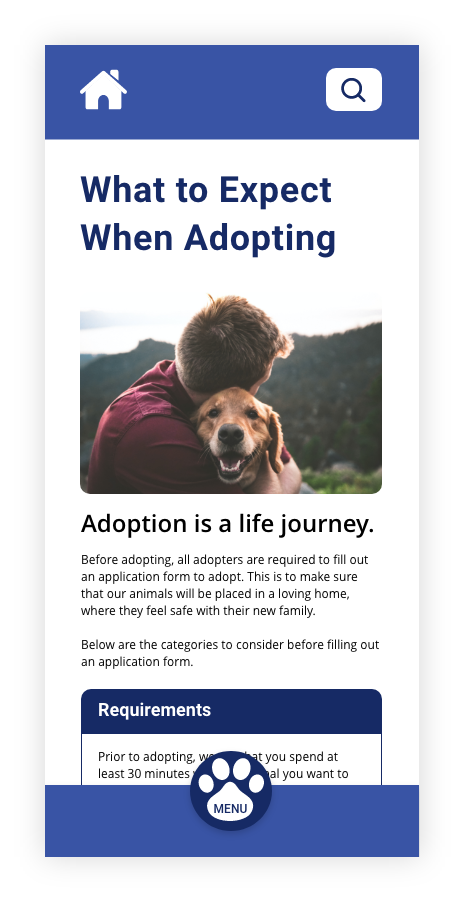 What to Expect
When Adopting
Adoption is a life journey.
Before adopting, all adopters are required to fill out
an application form to adopt. This is to make sure
that our animals will be placed in a loving home,
where they feel safe with their new family.
Below are the categories to consider before filling out
an application form.
Requirements
Prior to adopting, you spend at
least 30 minutes you want to
MENU